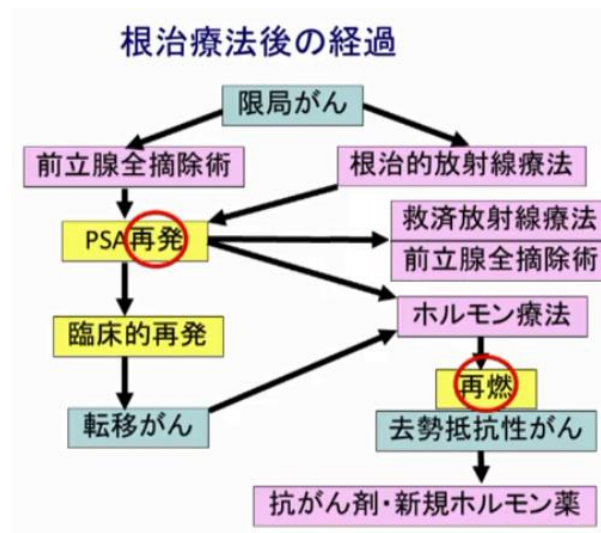 根治療法後の経過
限局がん
前立腺全摘除術
根治的放射線療法
PSA再発
救済放射線療法
前立腺全摘除術
臨床的再発
ホルモン療法
再燃
転移がん
去勢抵抗性がん
抗がん剤・新規ホルモン薬